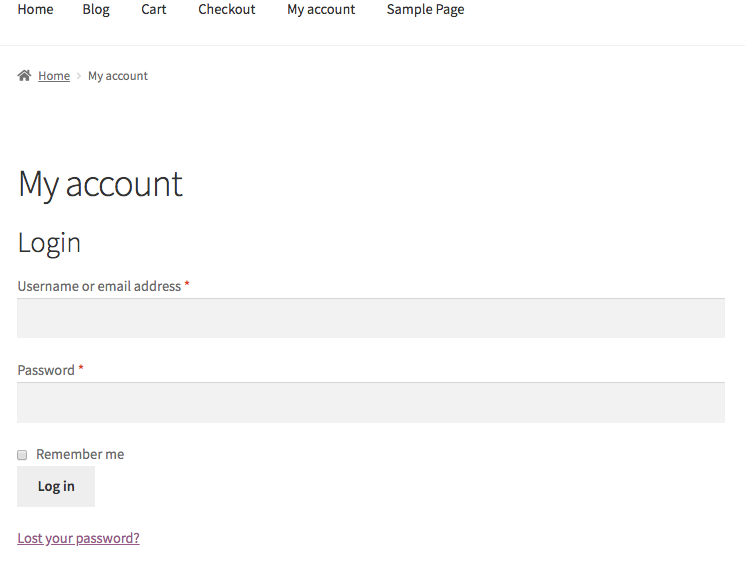 Home Blog Cart Checkout My account Sample Page
Home › My account
My account
Login
Username or email address *
Password *
Remember me
Log in
Lost your password?